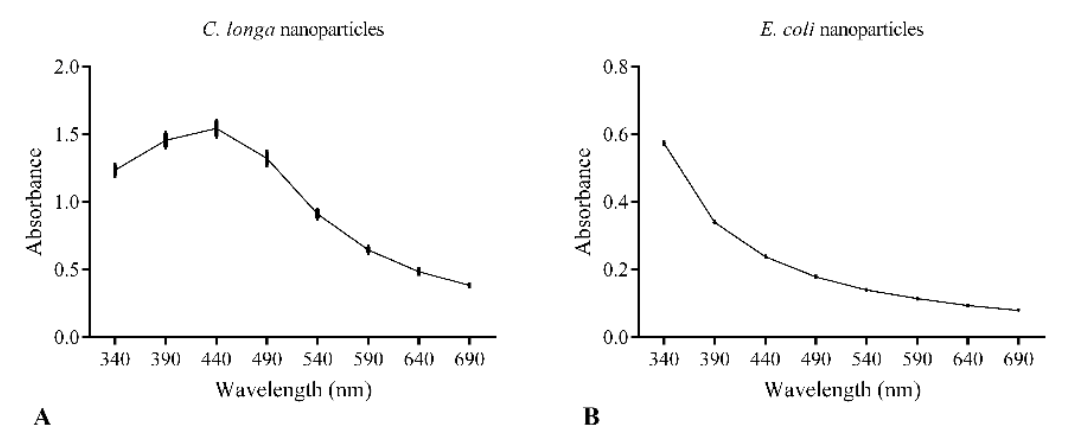 C. longa nanoparticles
2.0
1.5
1.0
0.5
0.0
Absorbance
340 390 440 490 540 590 640 690
Wavelength (nm)
A
E. coli nanoparticles
0.8
0.6
0.4
0.2
0.0
Absorbance
340 390 440 490 540 590 640 690
Wavelength (nm)
B